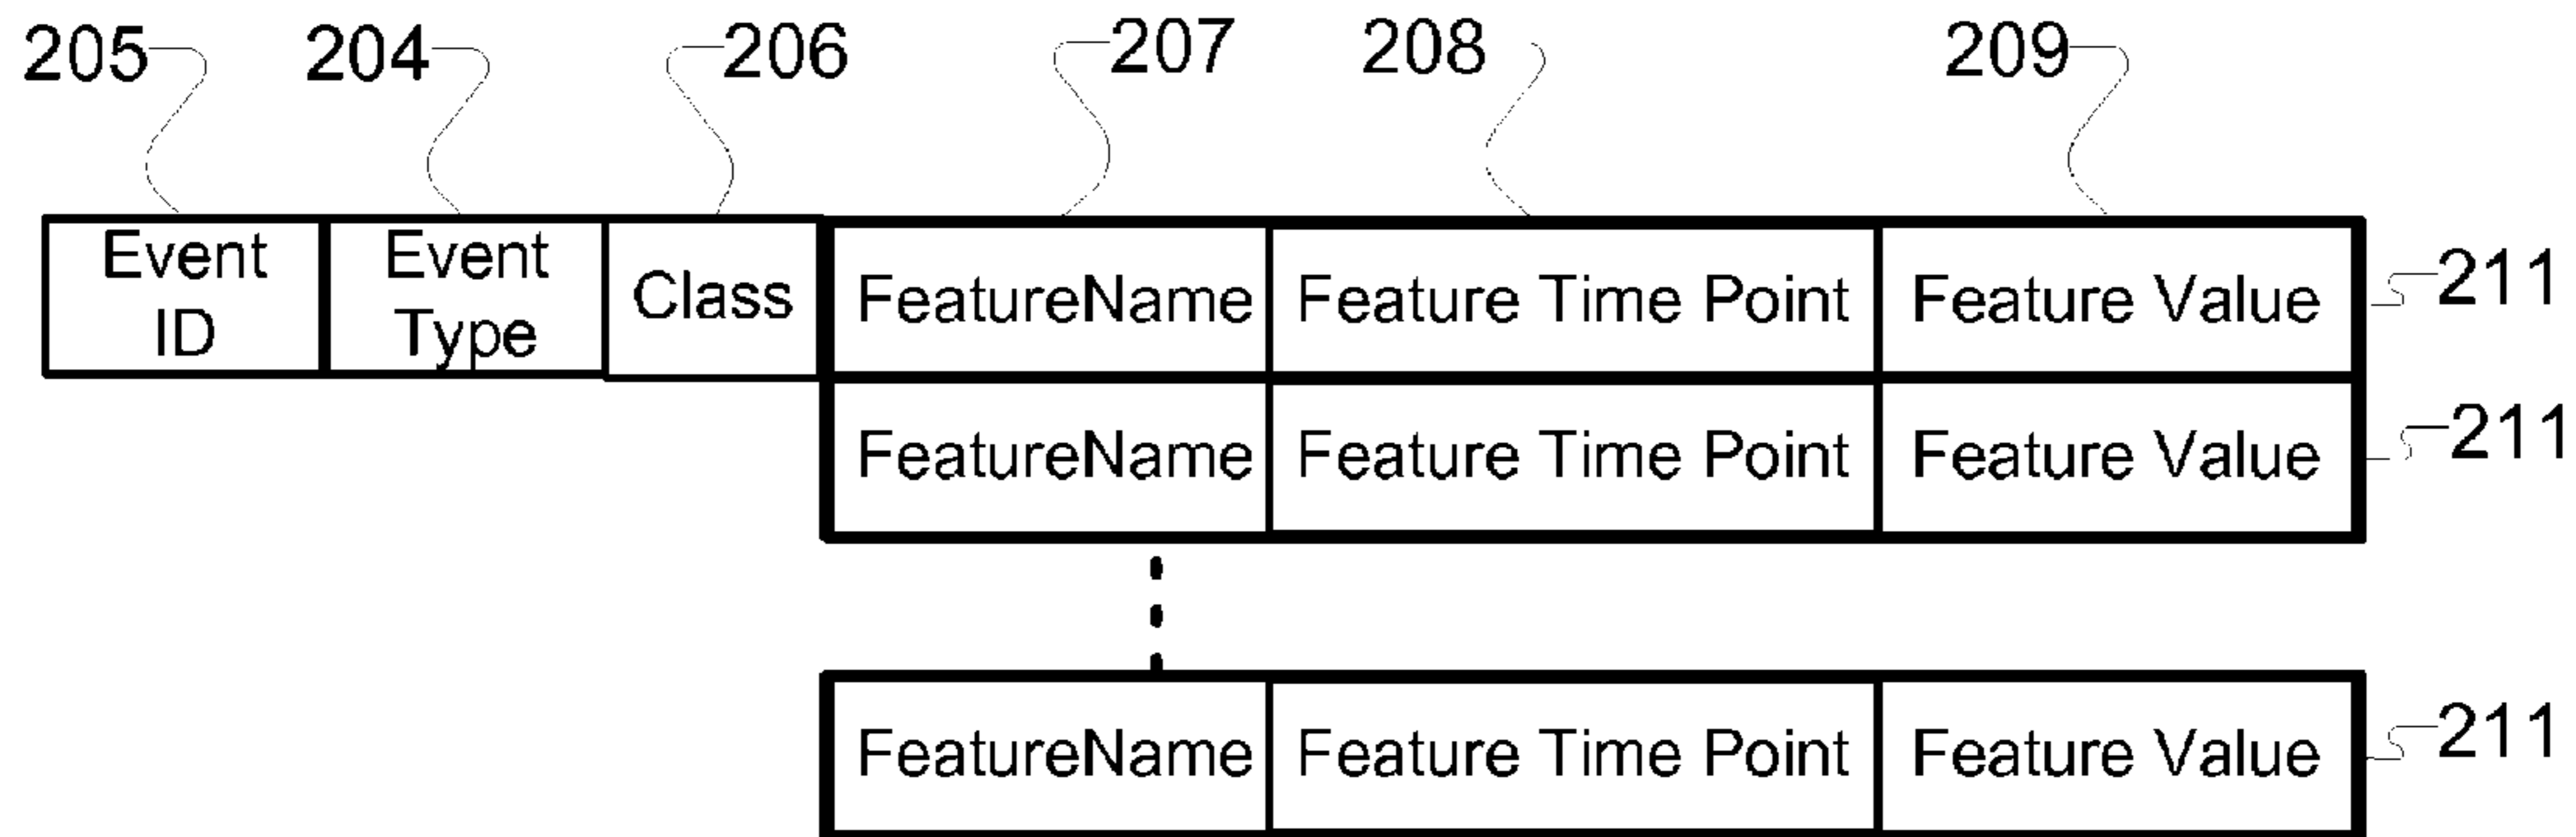 205 204 206 207 208 209
Event ID Event Type Class FeatureName Feature Time Point Feature Value 211
FeatureName Feature Time Point Feature Value 211
FeatureName Feature Time Point Feature Value 211